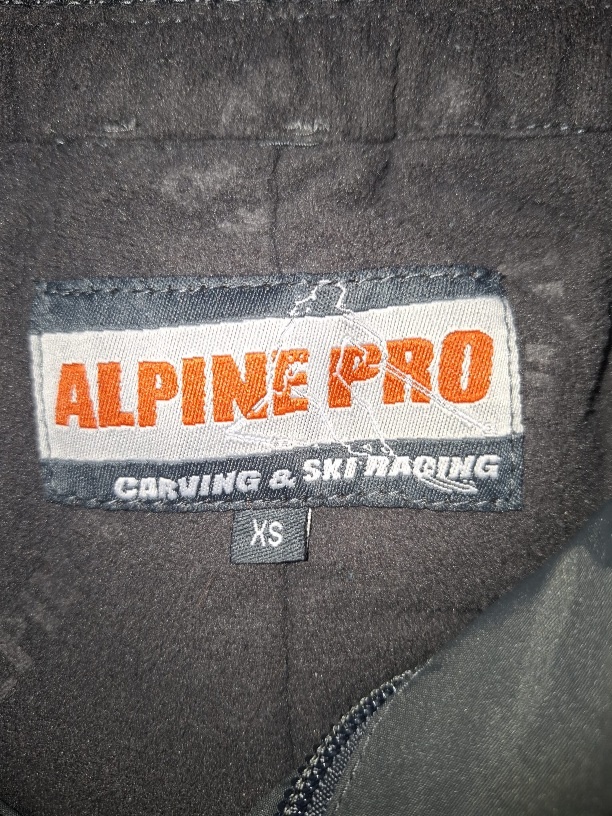 ALPINE PRO
CARVING & SKI RACING
XS